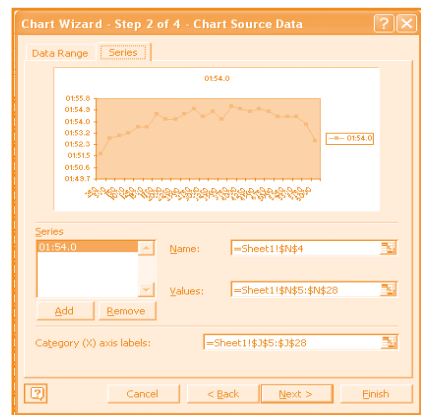 Chart Wizard - Step 2 of 4 - Chart Source Data
Data Range Series
01:54.0
01:55.8
01:54.9
01:54.0
01:53.2
01:52.3
01:51.5
01:50.6
01:49.7
01:54.0
Series
01:54.0
Name: =Sheet1!$N$4
Values: =Sheet1!$N$5:$N$28
Add Remove
Category (X) axis labels: =Sheet1!$J$5:$J$28
Cancel < Back Next > Finish